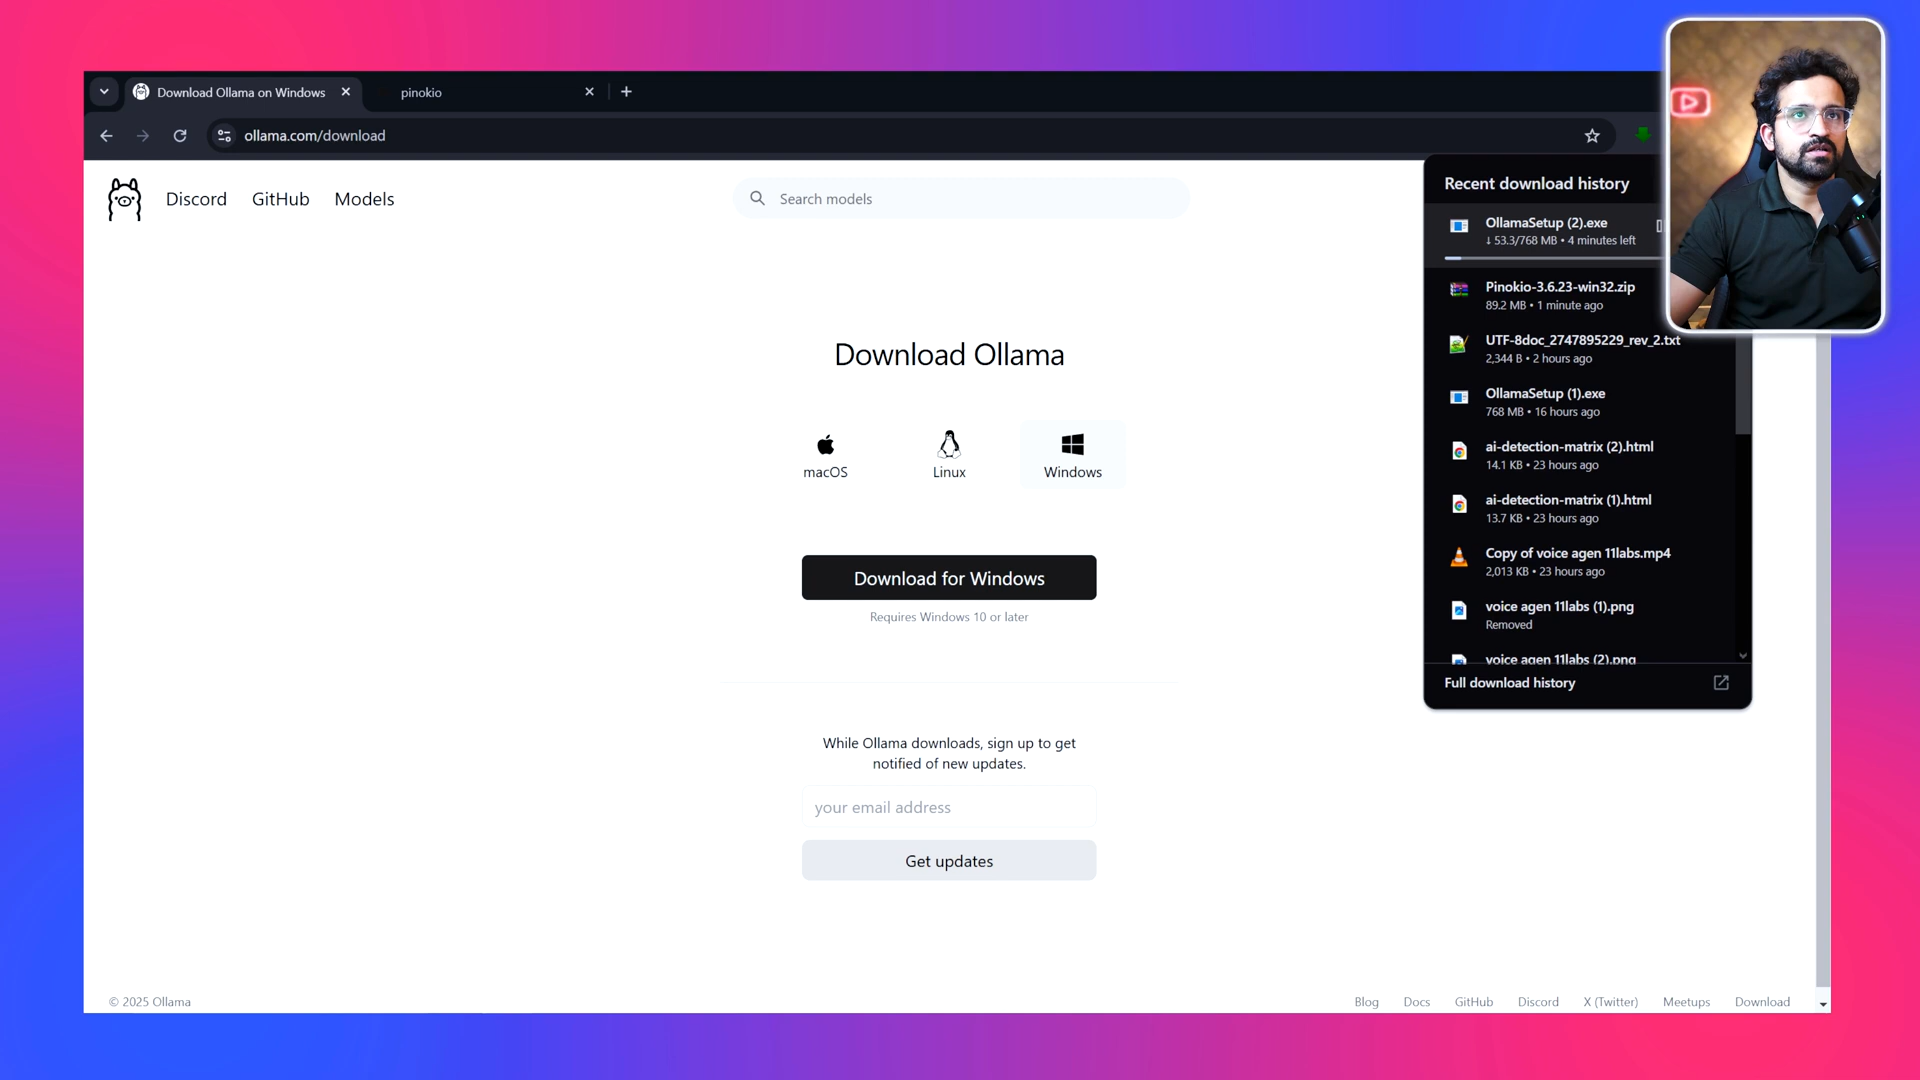 Download Ollama on Windows
pinokio
ollama.com/download
Discord
GitHub
Models
Search models
Recent download history
OllamaSetup (2).exe
↓ 53.3/768 MB • 4 minutes left
Pinokio-3.6.23-win32.zip
89.2 MB • 1 minute ago
UTF-8doc_2747895229_rev_2.txt
2,344 B • 2 hours ago
OllamaSetup (1).exe
768 MB • 16 hours ago
ai-detection-matrix (2).html
14.1 KB • 23 hours ago
ai-detection-matrix (1).html
13.7 KB • 23 hours ago
Copy of voice agen 11labs.mp4
2,013 KB • 23 hours ago
voice agen 11labs (1).png
Removed
voice agen 11labs (2).png
Full download history
Download Ollama
macOS
Linux
Windows
Download for Windows
Requires Windows 10 or later
While Ollama downloads, sign up to get
notified of new updates.
your email address
Get updates
© 2025 Ollama
Blog
Docs
GitHub
Discord
X (Twitter)
Meetups
Download